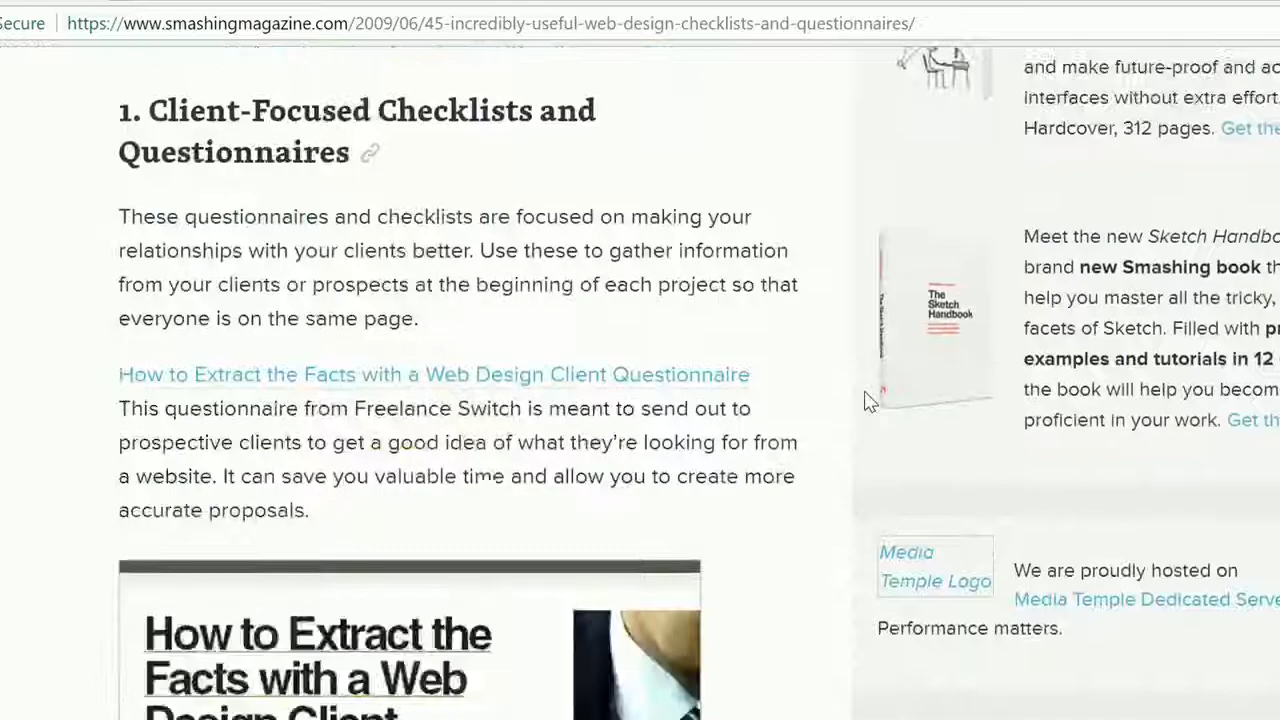 Secure https://www.smashingmagazine.com/2009/06/45-incredibly-useful-web-design-checklists-and-questionnaires/
1. Client-Focused Checklists and
Questionnaires
These questionnaires and checklists are focused on making your
relationships with your clients better. Use these to gather information
from your clients or prospects at the beginning of each project so that
everyone is on the same page.
How to Extract the Facts with a Web Design Client Questionnaire
This questionnaire from Freelance Switch is meant to send out to
prospective clients to get a good idea of what they're looking for from
a website. It can save you valuable time and allow you to create more
accurate proposals.
How to Extract the
Facts with a Web
Design Client
and make future-proof and
interfaces without extra effort.
Hardcover, 312 pages. Get the
Meet the new Sketch
brand new Smashing book
help you master all the tricky,
facets of Sketch. Filled with
examples and tutorials in 12
the book will help you
proficient in your work. Get
The
Sketch
Handbook
Media
Temple Logo
We are proudly hosted on
Media Temple Dedicated
Performance matters.